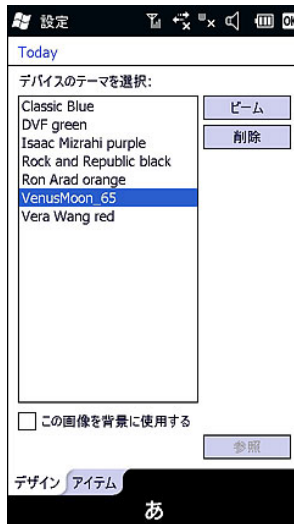 設定
OK
Today
デバイスのテーマを選択:
Classic Blue
DVF green
Isaac Mizrahi purple
Rock and Republic black
Ron Arad orange
VenusMoon_65
Vera Wang red
ビーム
削除
この画像を背景に使用する
参照
デザイン アイテム
あ